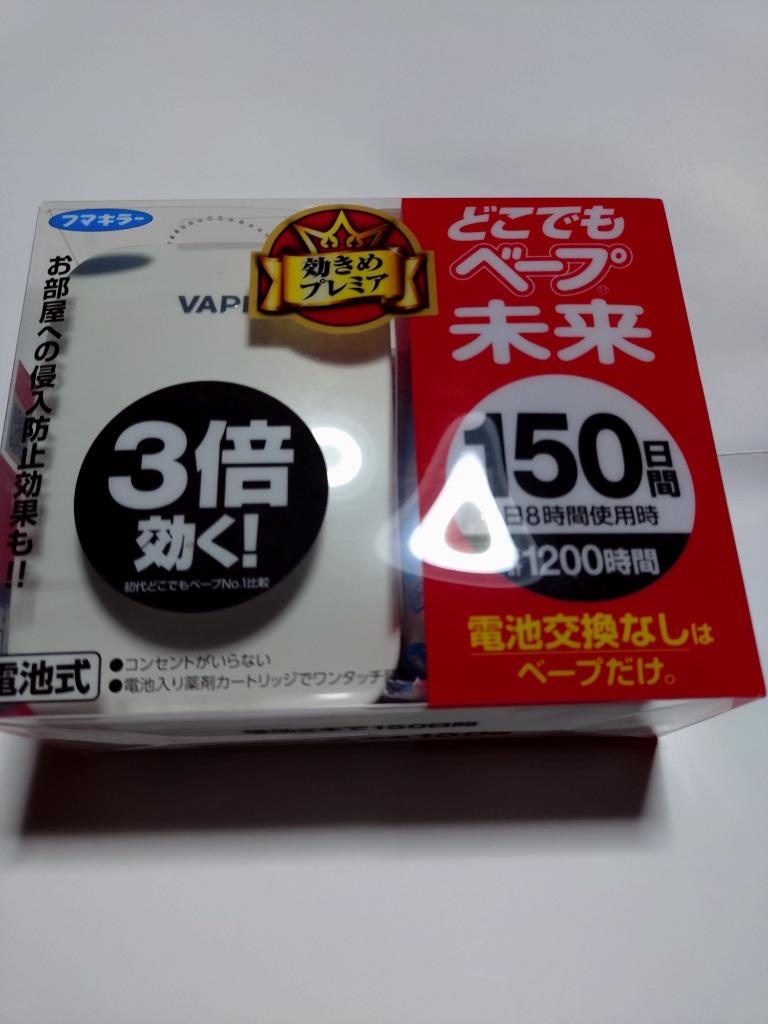 フマキラー
お部屋への侵入防止効果も!!
VAPE
効きめ
プレミア
3倍
効く!
初代どこでもベープNo.1比較
電池式
●コンセントがいらない
●電池入り薬剤カートリッジでワンタッチ
どこでも
ベープ®
未来
150日間
日8時間使用時
1200時間
電池交換なしは
ベープだけ。